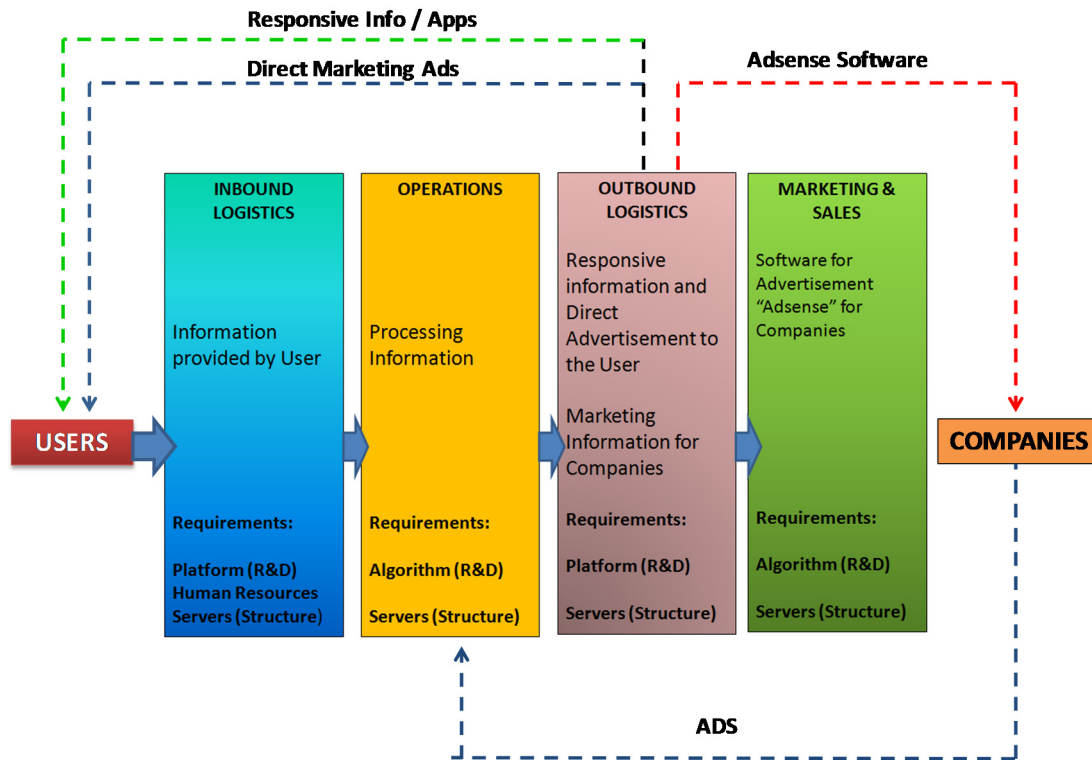 Responsive Info / Apps
Direct Marketing Ads
Adsense Software
USERS
INBOUND
LOGISTICS
Information
provided by User
Requirements:
Platform (R&D)
Human Resources
Servers (Structure)
OPERATIONS
Processing
Information
Requirements:
Algorithm (R&D)
Servers (Structure)
OUTBOUND
LOGISTICS
Responsive
information and
Direct
Advertisement to
the User
Marketing
Information for
Companies
Requirements:
Platform (R&D)
Servers (Structure)
MARKETING &
SALES
Software for
Advertisement
“Adsense” for
Companies
Requirements:
Algorithm (R&D)
Servers (Structure)
COMPANIES
ADS